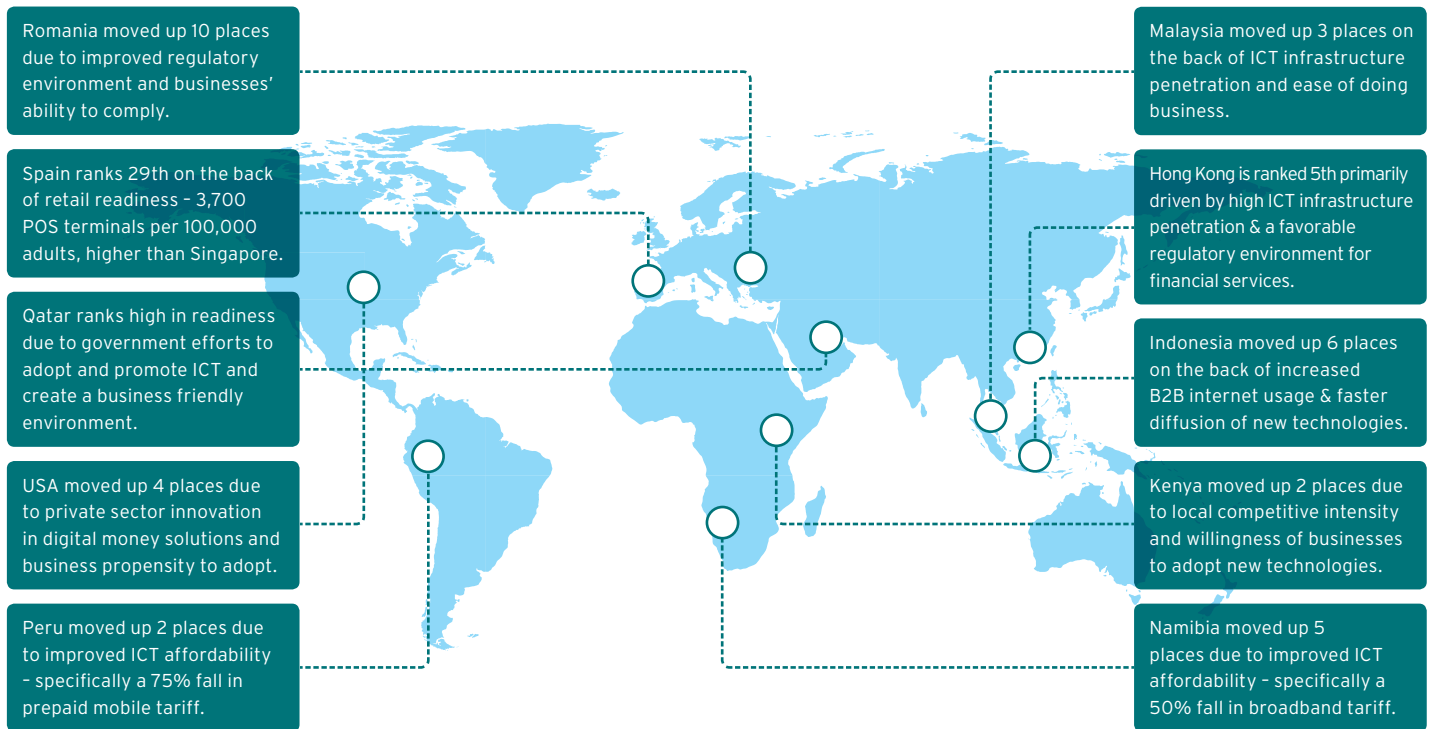 Romania moved up 10 places
due to improved regulatory
environment and businesses’
ability to comply.
Spain ranks 29th on the back
of retail readiness – 3,700
POS terminals per 100,000
adults, higher than Singapore.
Qatar ranks high in readiness
due to government efforts to
adopt and promote ICT and
create a business friendly
environment.
USA moved up 4 places due
to private sector innovation
in digital money solutions and
business propensity to adopt.
Peru moved up 2 places due
to improved ICT affordability
– specifically a 75% fall in
prepaid mobile tariff.
Malaysia moved up 3 places on
the back of ICT infrastructure
penetration and ease of doing
business.
Hong Kong is ranked 5th primarily
driven by high ICT infrastructure
penetration & a favorable
regulatory environment for
financial services.
Indonesia moved up 6 places
on the back of increased
B2B internet usage & faster
diffusion of new technologies.
Kenya moved up 2 places due
to local competitive intensity
and willingness of businesses
to adopt new technologies.
Namibia moved up 5
places due to improved ICT
affordability – specifically a
50% fall in broadband tariff.